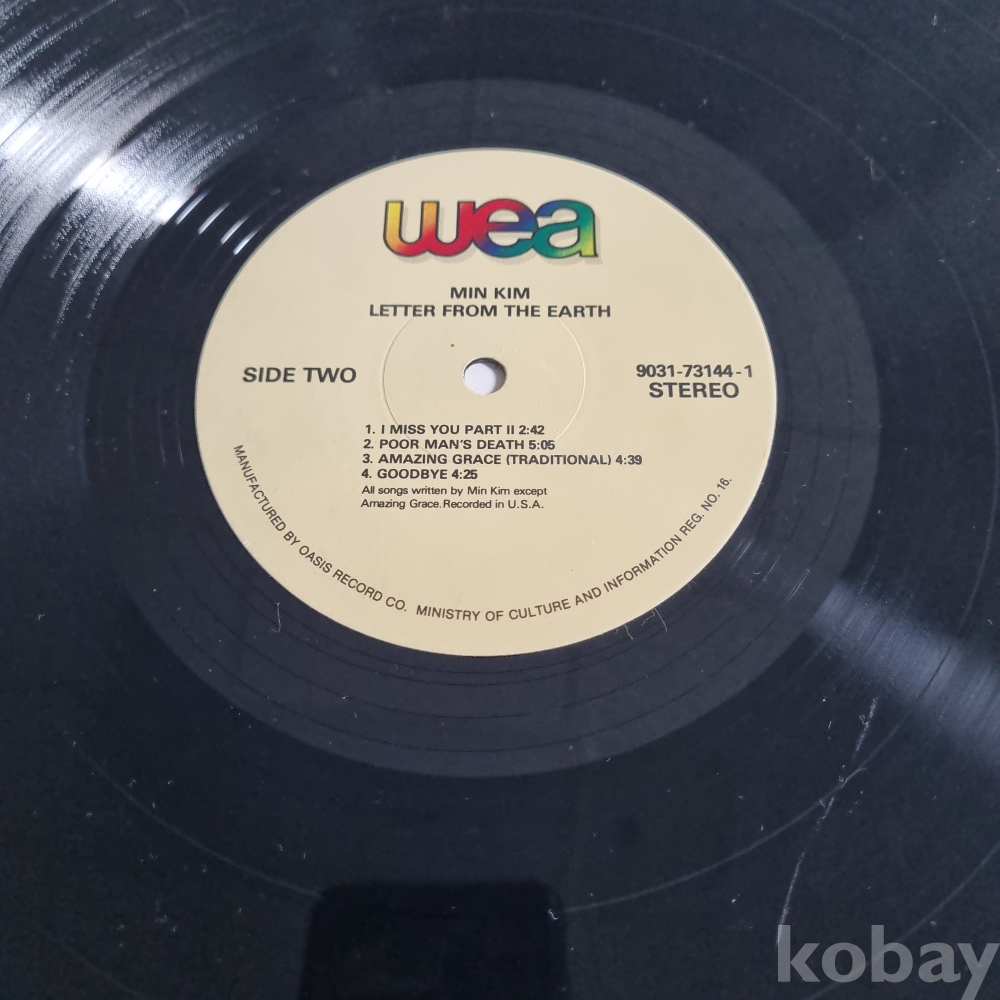 wea
MIN KIM
LETTER FROM THE EARTH
SIDE TWO
9031-73144-1
STEREO
1. I MISS YOU PART II 2:42
2. POOR MAN'S DEATH 5:05
3. AMAZING GRACE (TRADITIONAL) 4:39
4. GOODBYE 4:25
All songs written by Min Kim except
Amazing Grace. Recorded in U.S.A.
MANUFACTURED BY OASIS RECORD CO. MINISTRY OF CULTURE AND INFORMATION REG. NO. 16.
kobay